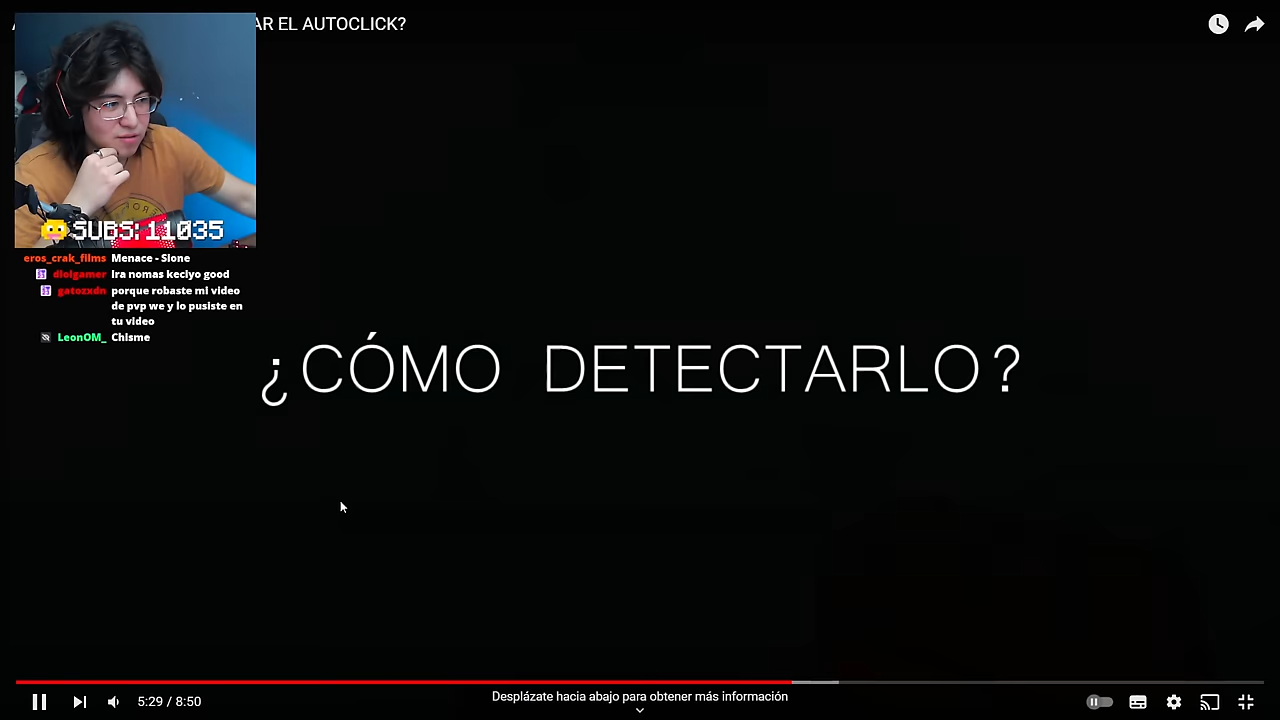 AR EL AUTOCLICK?
SUBS: 11035
eros_crak_films Menace - Slone
dlolgamer Ira nomas keclyo good
gatozxdn porque robaste mi video
de pvp we y lo pusiste en
tu video
LeonOM_ Chisme
¿CÓMO DETECTARLO?
Desplázate hacia abajo para obtener más información
5:29 / 8:50